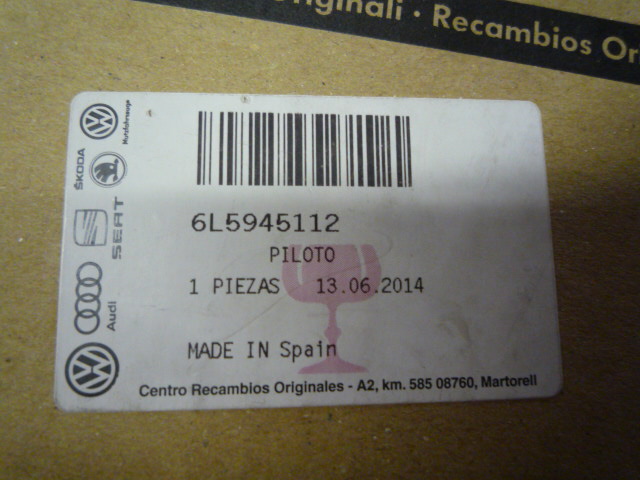 Originali · Recambios Ori
Nutzfahrzeuge
ŠKODA
SEAT
Audi
6L5945112
PILOTO
1 PIEZAS 13.06.2014
MADE IN Spain
Centro Recambios Originales - A2, km. 585 08760, Martorell